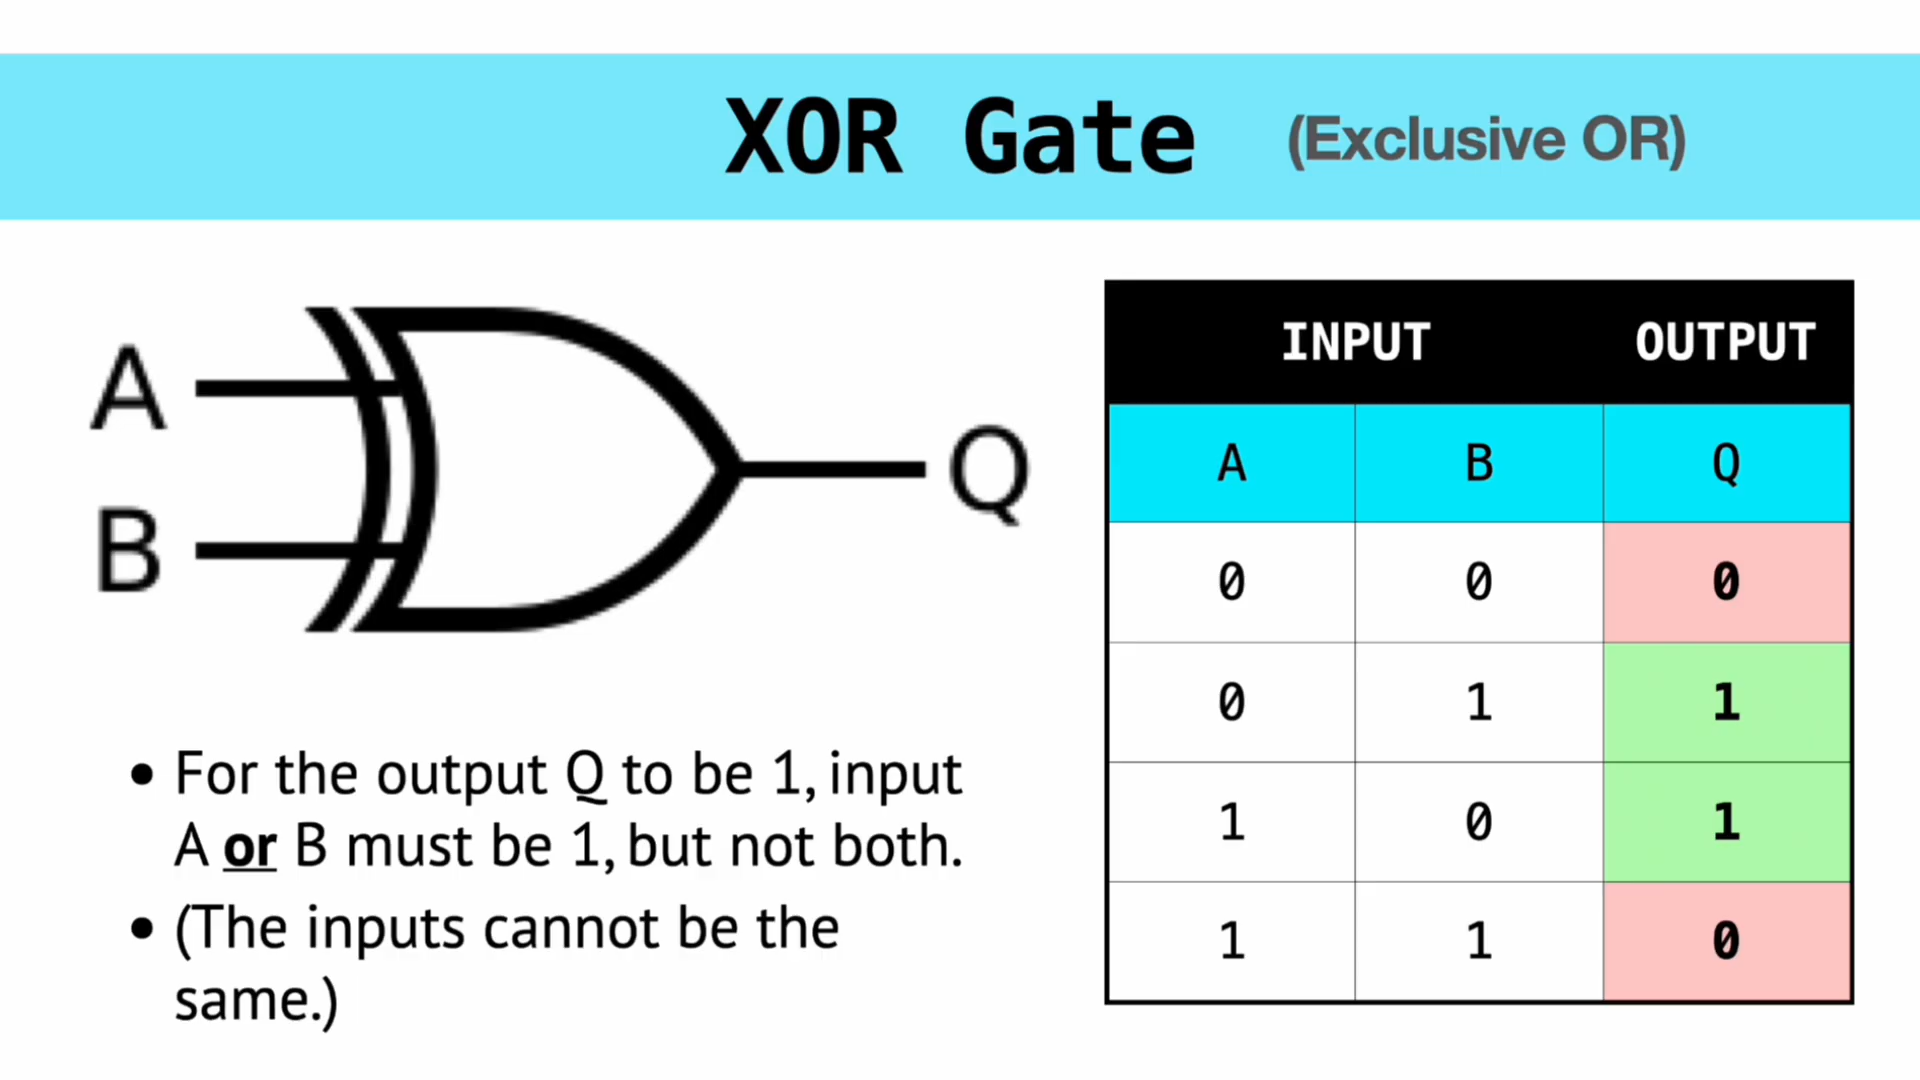 XOR Gate (Exclusive OR)
A
B
Q
• For the output Q to be 1, input
A or B must be 1, but not both.
• (The inputs cannot be the
same.)
INPUT OUTPUT
A B Q
0 0 0
0 1 1
1 0 1
1 1 0